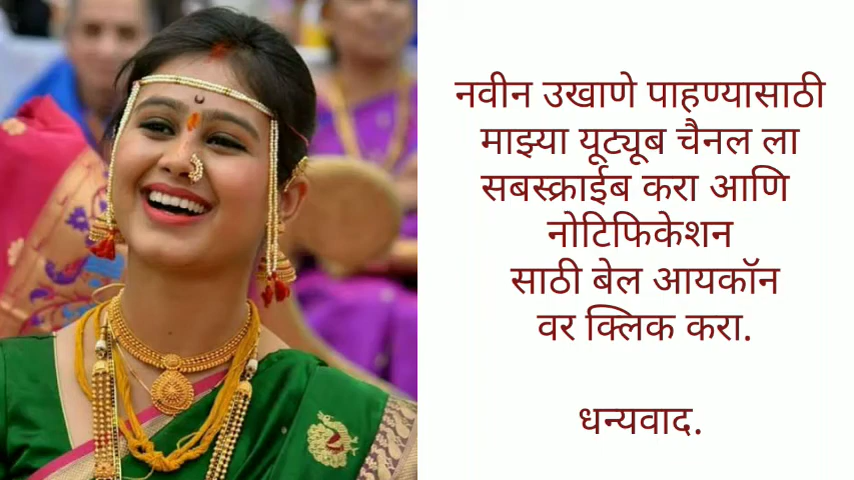 नवीन उखाणे पाहण्यासाठी
माझ्या यूट्यूब चैनल ला
सबस्क्राईब करा आणि
नोटिफिकेशन
साठी बेल आयकॉन
वर क्लिक करा.
धन्यवाद.